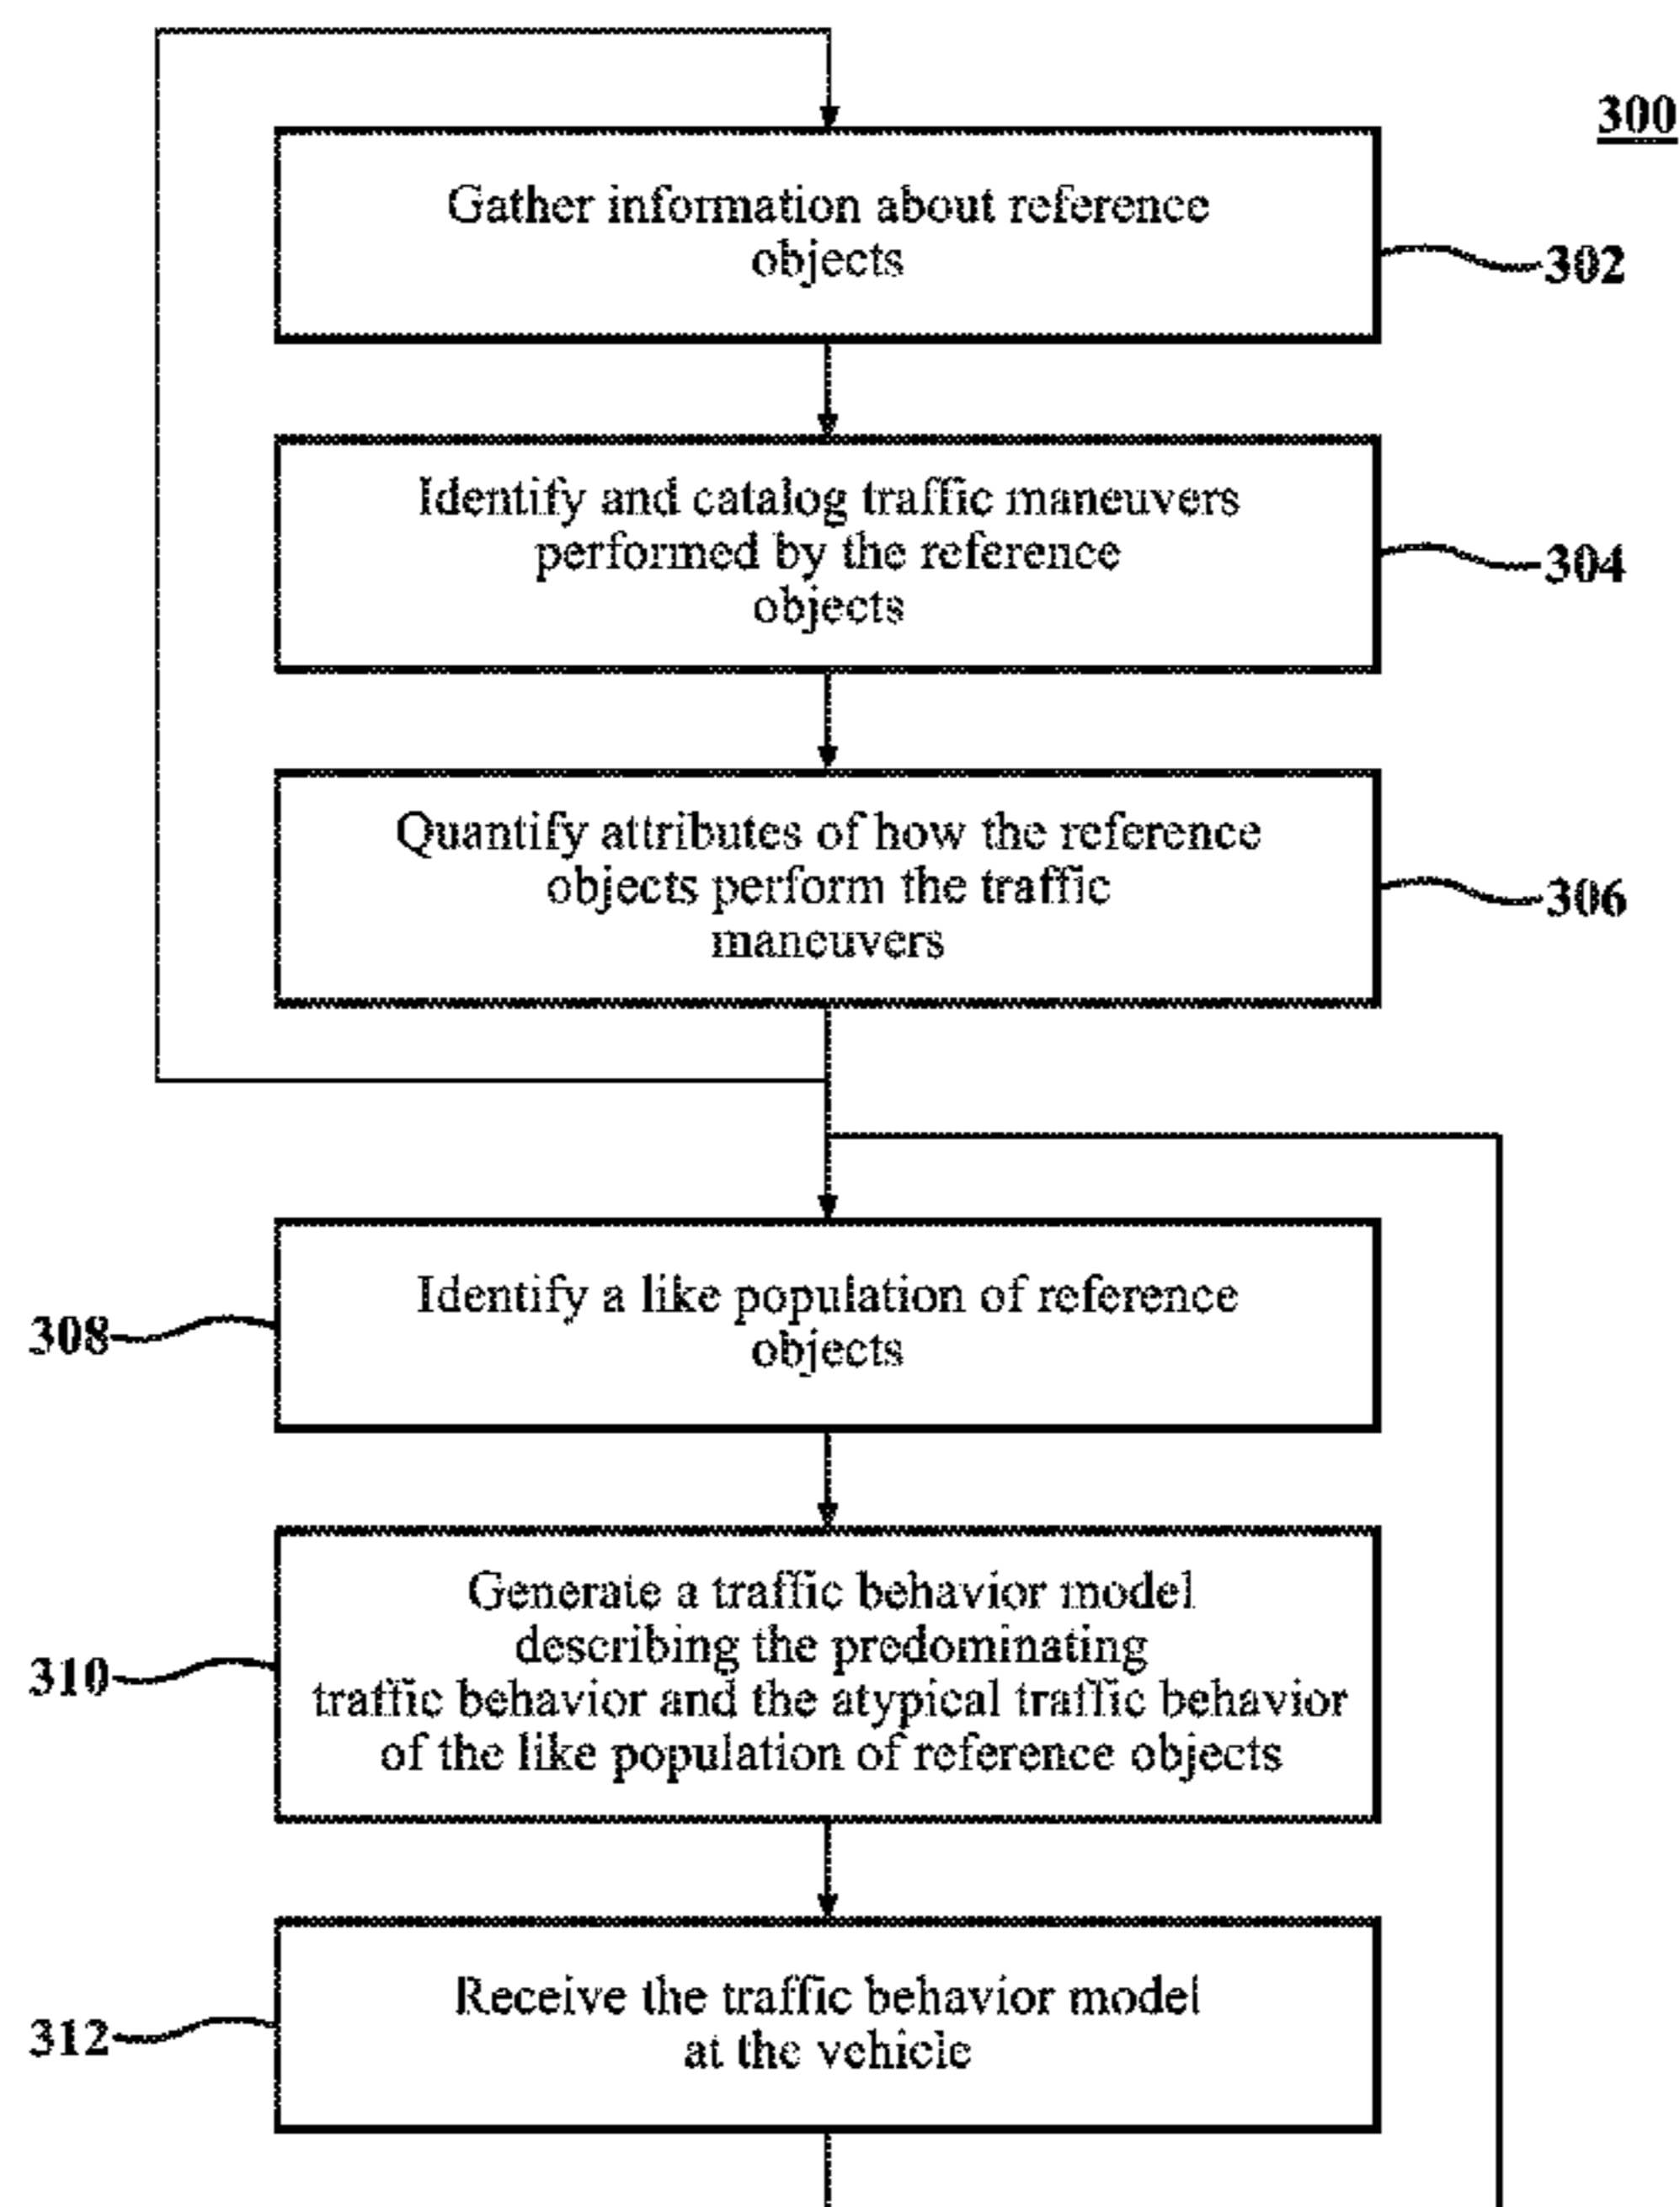 300
Gather information about reference
objects
302
Identify and catalog traffic maneuvers
performed by the reference
objects
304
Quantify attributes of how the reference
objects perform the traffic
maneuvers
306
Identify a like population of reference
objects
308
Generate a traffic behavior model
describing the predominating
traffic behavior and the atypical traffic behavior
of the like population of reference objects
310
Receive the traffic behavior model
at the vehicle
312